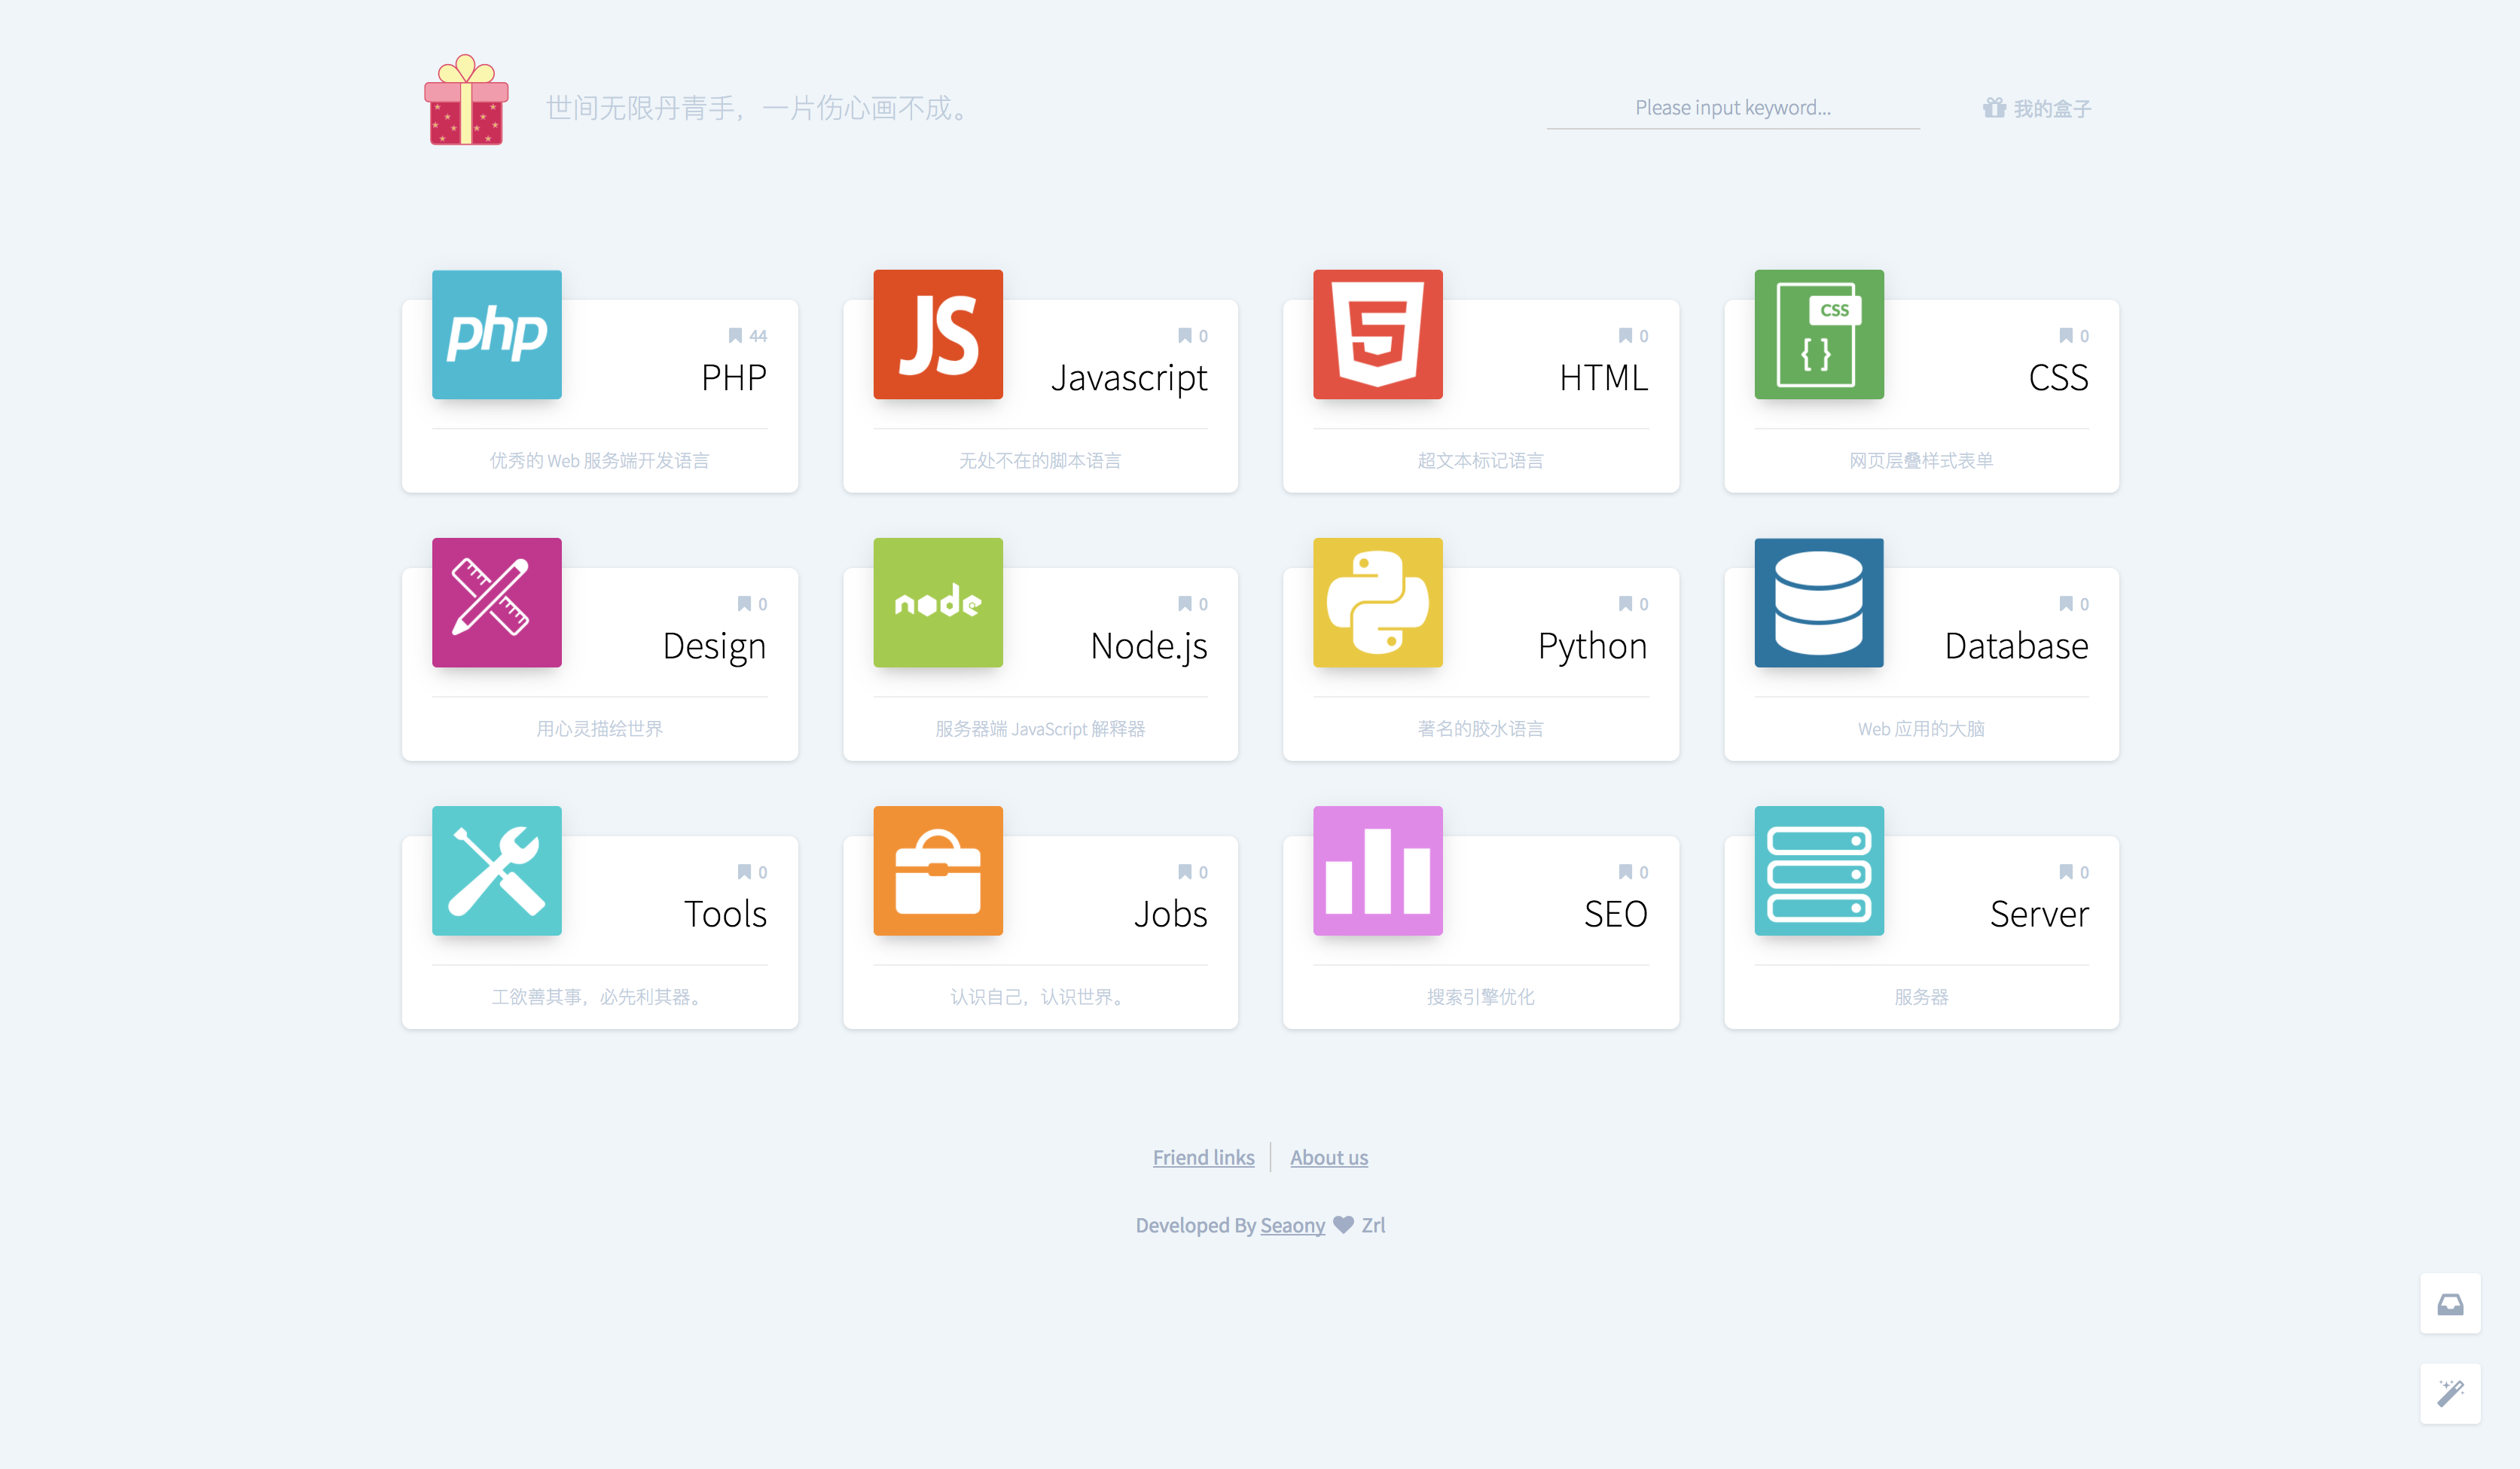 世间无限丹青手，一片伤心画不成。
Please input keyword...
我的盒子
php
44
PHP
优秀的 Web 服务端开发语言
JS
0
Javascript
无处不在的脚本语言
0
HTML
超文本标记语言
CSS
{ }
0
CSS
网页层叠样式表单
0
Design
用心灵描绘世界
node
0
Node.js
服务器端 JavaScript 解释器
0
Python
著名的胶水语言
0
Database
Web 应用的大脑
0
Tools
工欲善其事，必先利其器。
0
Jobs
认识自己，认识世界。
0
SEO
搜索引擎优化
0
Server
服务器
Friend links
About us
Developed By Seaony ♥ Zrl